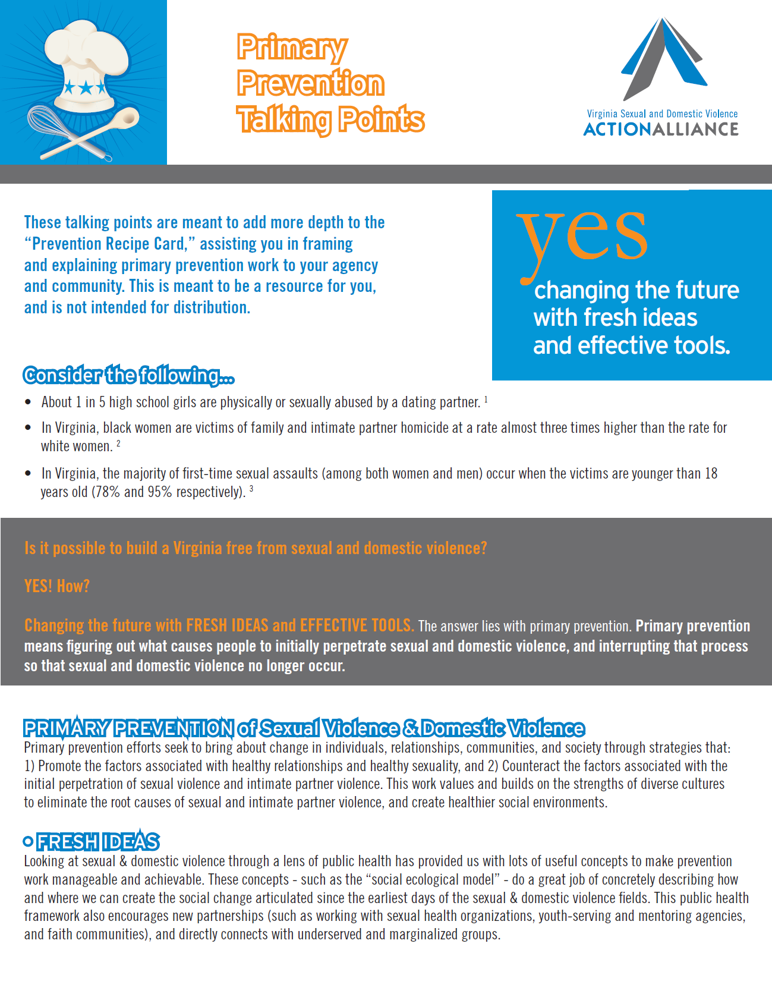 Primary
Prevention
Talking Points
Virginia Sexual and Domestic Violence
ACTIONALLIANCE
These talking points are meant to add more depth to the
“Prevention Recipe Card,” assisting you in framing
and explaining primary prevention work to your agency
and community. This is meant to be a resource for you,
and is not intended for distribution.
yes
changing the future
with fresh ideas
and effective tools.
Consider the following...
• About 1 in 5 high school girls are physically or sexually abused by a dating partner. 1
• In Virginia, black women are victims of family and intimate partner homicide at a rate almost three times higher than the rate for
white women. 2
• In Virginia, the majority of first-time sexual assaults (among both women and men) occur when the victims are younger than 18
years old (78% and 95% respectively). 3
Is it possible to build a Virginia free from sexual and domestic violence?
YES! How?
Changing the future with FRESH IDEAS and EFFECTIVE TOOLS. The answer lies with primary prevention. Primary prevention
means figuring out what causes people to initially perpetrate sexual and domestic violence, and interrupting that process
so that sexual and domestic violence no longer occur.
PRIMARY PREVENTION of Sexual Violence & Domestic Violence
Primary prevention efforts seek to bring about change in individuals, relationships, communities, and society through strategies that:
1) Promote the factors associated with healthy relationships and healthy sexuality, and 2) Counteract the factors associated with the
initial perpetration of sexual violence and intimate partner violence. This work values and builds on the strengths of diverse cultures
to eliminate the root causes of sexual and intimate partner violence, and create healthier social environments.
° FRESH IDEAS
Looking at sexual & domestic violence through a lens of public health has provided us with lots of useful concepts to make prevention
work manageable and achievable. These concepts - such as the “social ecological model” - do a great job of concretely describing how
and where we can create the social change articulated since the earliest days of the sexual & domestic violence fields. This public health
framework also encourages new partnerships (such as working with sexual health organizations, youth-serving and mentoring agencies,
and faith communities), and directly connects with underserved and marginalized groups.